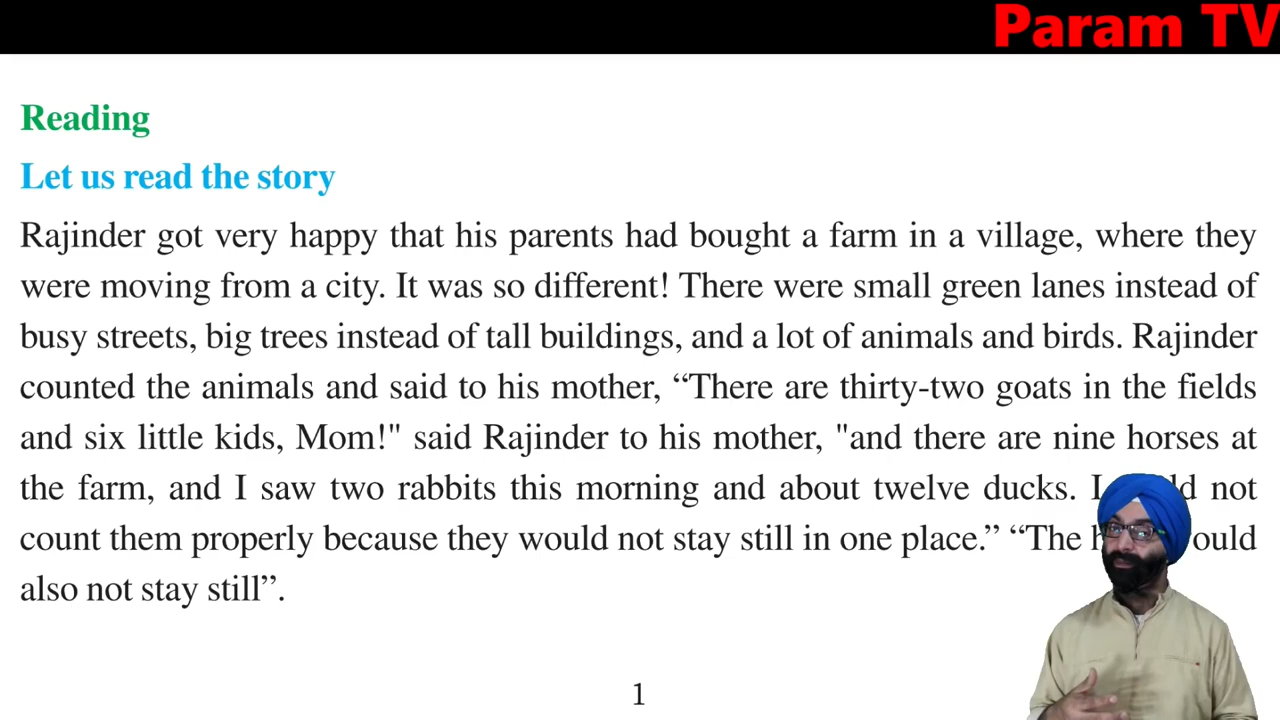 Param TV
Reading
Let us read the story
Rajinder got very happy that his parents had bought a farm in a village, where they
were moving from a city. It was so different! There were small green lanes instead of
busy streets, big trees instead of tall buildings, and a lot of animals and birds. Rajinder
counted the animals and said to his mother, “There are thirty-two goats in the fields
and six little kids, Mom!" said Rajinder to his mother, "and there are nine horses at
the farm, and I saw two rabbits this morning and about twelve ducks. I not
count them properly because they would not stay still in one place.” “The
also not stay still”.
1